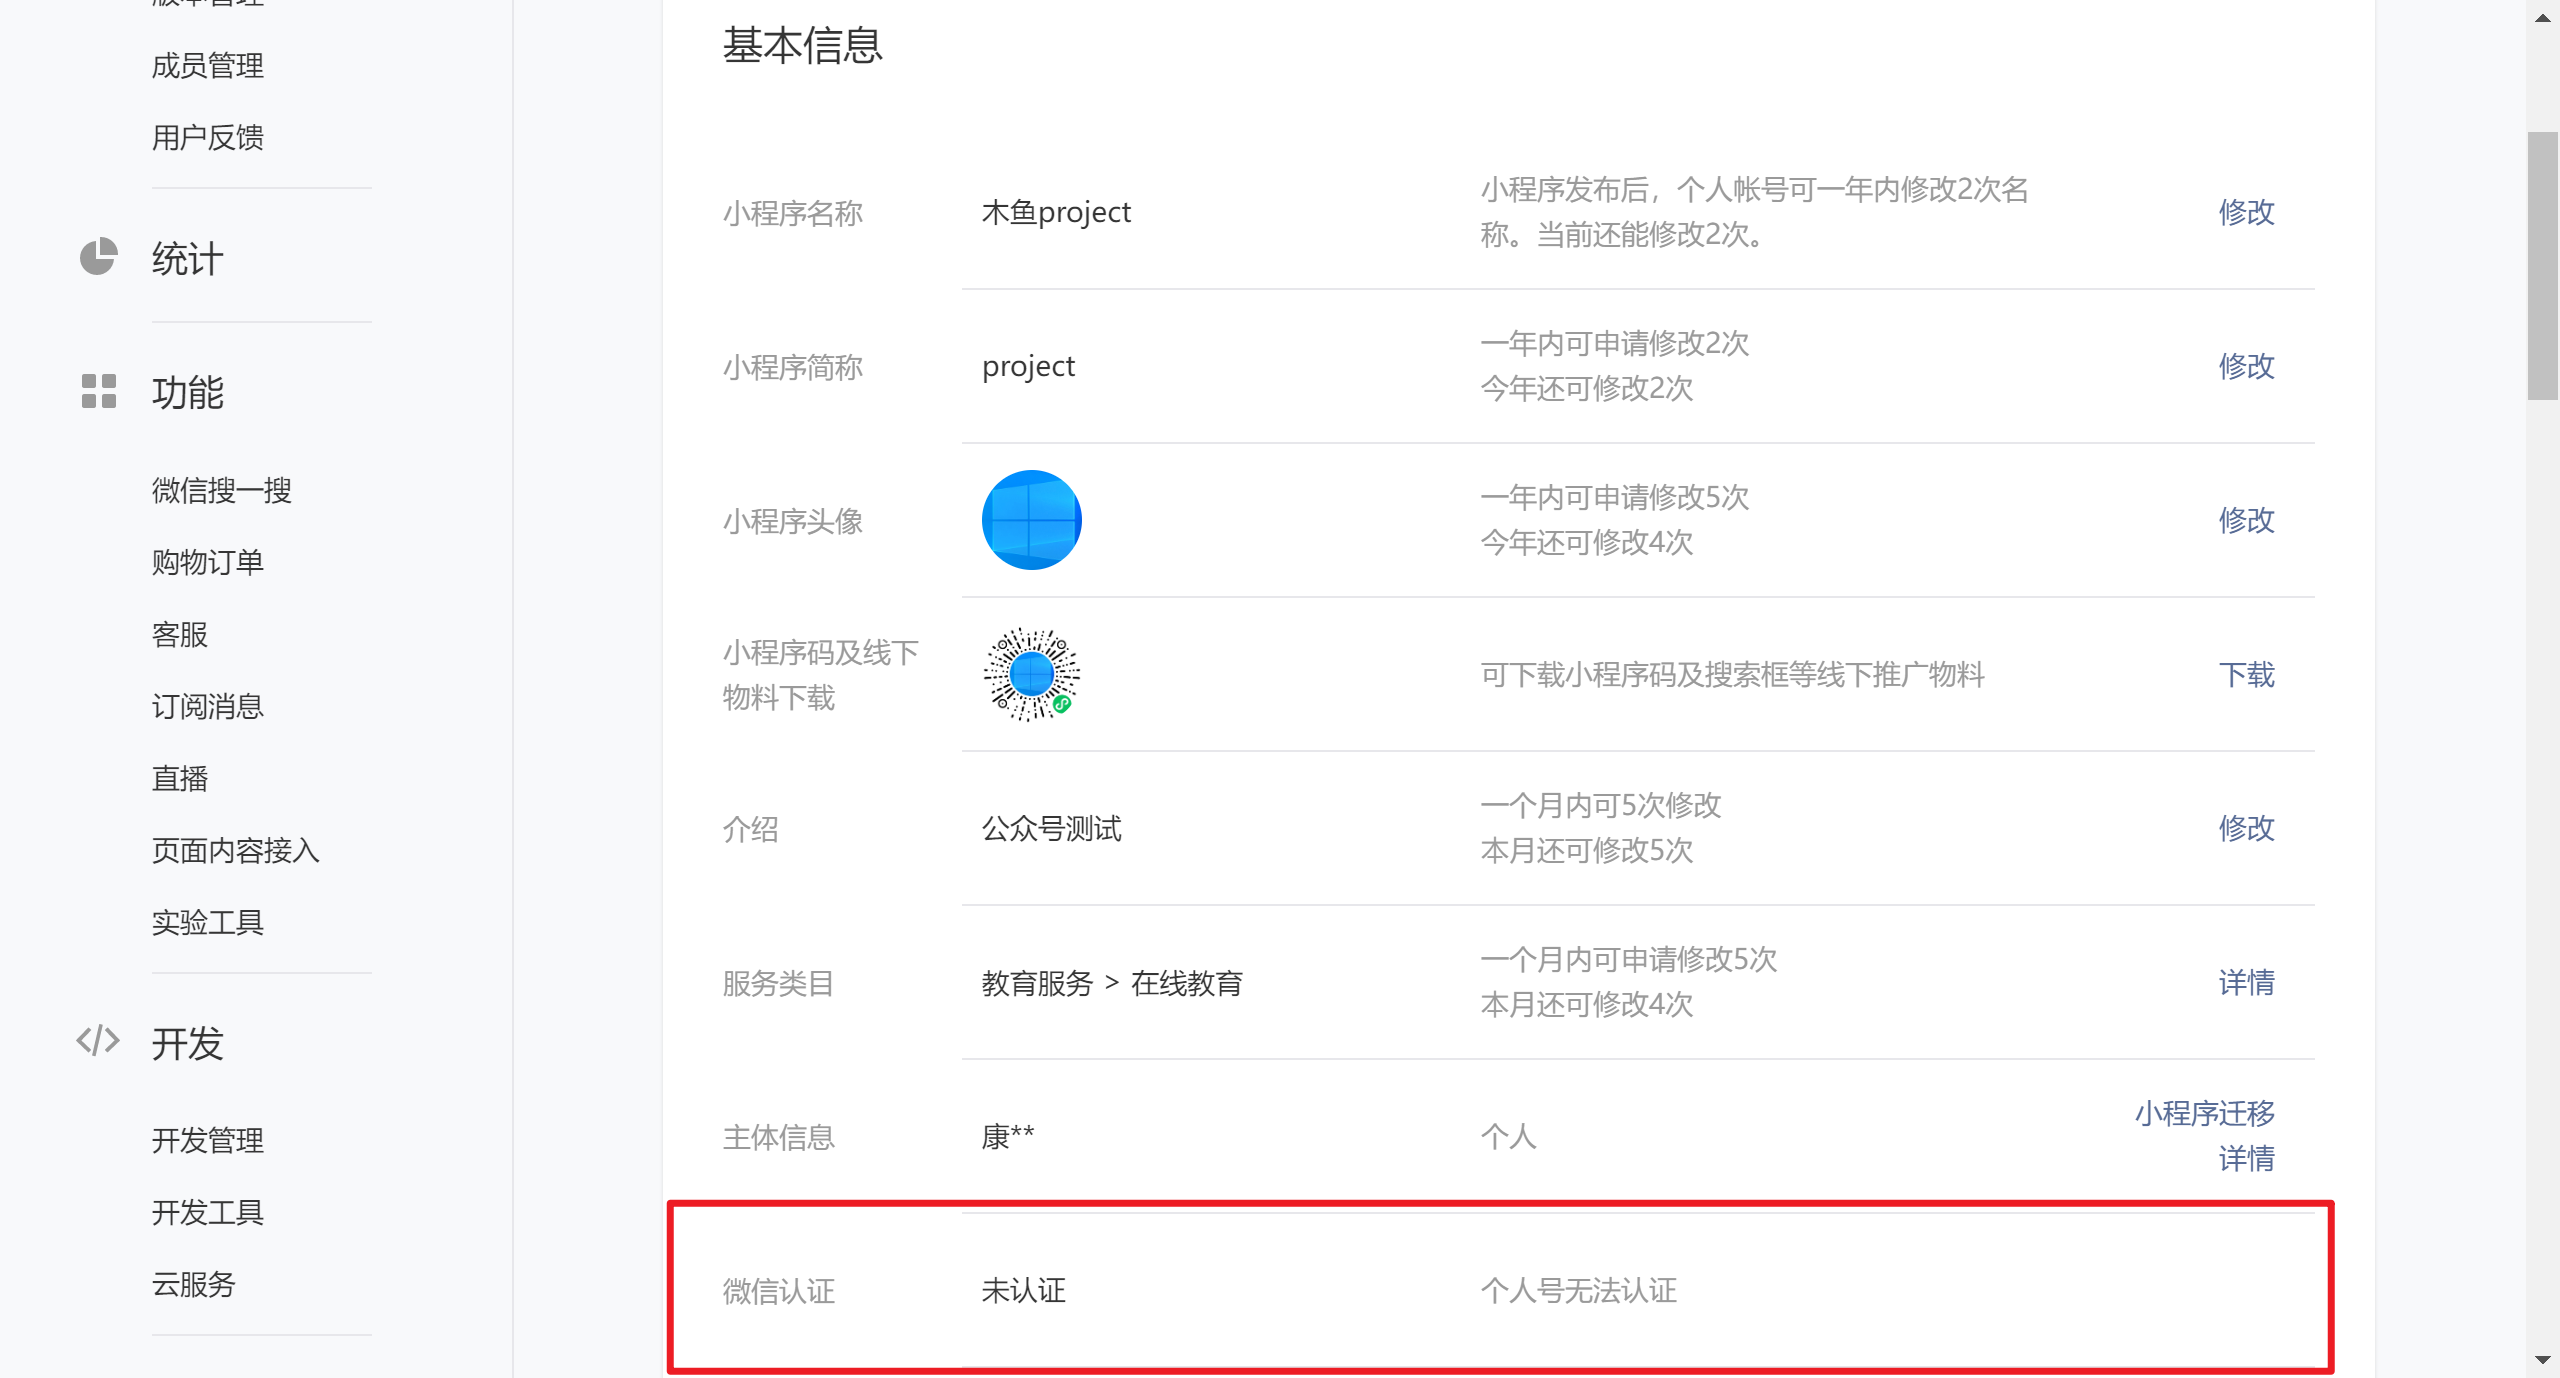 成员管理
用户反馈
统计
功能
微信搜一搜
购物订单
客服
订阅消息
直播
页面内容接入
实验工具
开发
开发管理
开发工具
云服务
基本信息
小程序名称
木鱼project
小程序发布后，个人帐号可一年内修改2次名
称。当前还能修改2次。
修改
小程序简称
project
一年内可申请修改2次
今年还可修改2次
修改
小程序头像
一年内可申请修改5次
今年还可修改4次
修改
小程序码及线下
物料下载
可下载小程序码及搜索框等线下推广物料
下载
介绍
公众号测试
一个月内可5次修改
本月还可修改5次
修改
服务类目
教育服务 > 在线教育
一个月内可申请修改5次
本月还可修改4次
详情
主体信息
康**
个人
小程序迁移
详情
微信认证
未认证
个人号无法认证